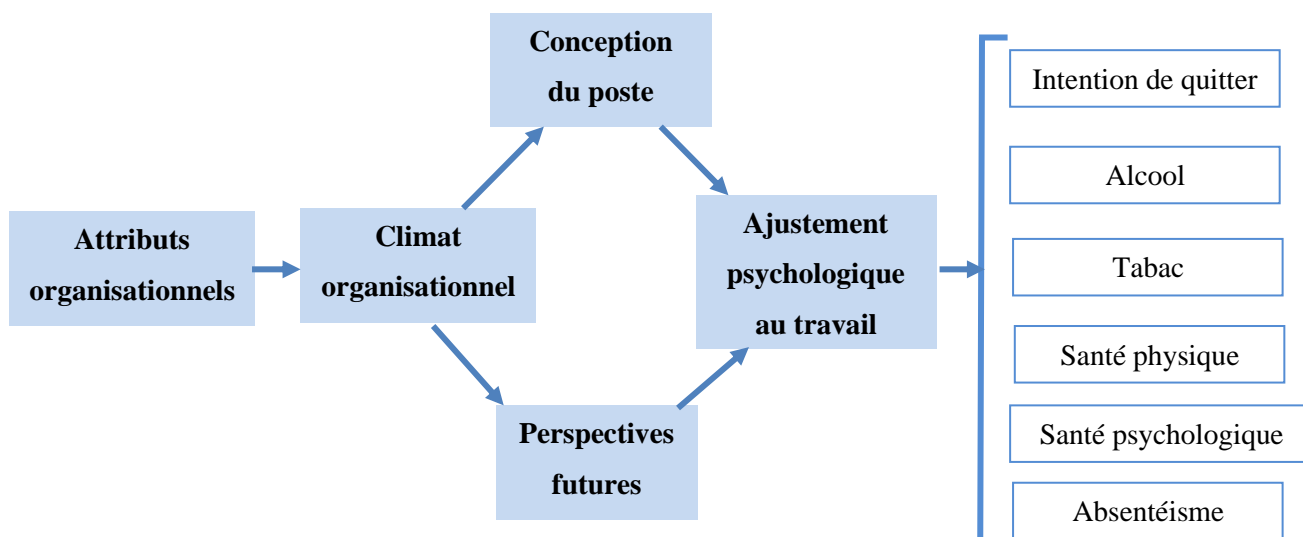 Conception
du poste
Attributs
organisationnels
Climat
organisationnel
Perspectives
futures
Ajustement
psychologique
au travail
Intention de quitter
Alcool
Tabac
Santé physique
Santé psychologique
Absentéisme